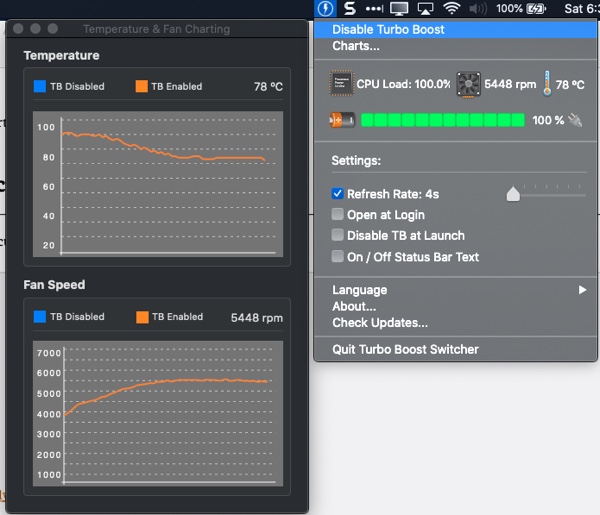 100%
Sat 6:
Temperature & Fan Charting
Temperature
TB Disabled
TB Enabled
78 ºC
100
80
60
40
20
Fan Speed
TB Disabled
TB Enabled
5448 rpm
7000
6000
5000
4000
3000
2000
1000
Disable Turbo Boost
Charts...
CPU Load: 100.0%
5448 rpm
78 ºC
100 %
Settings:
Refresh Rate: 4s
Open at Login
Disable TB at Launch
On / Off Status Bar Text
Language
About...
Check Updates...
Quit Turbo Boost Switcher